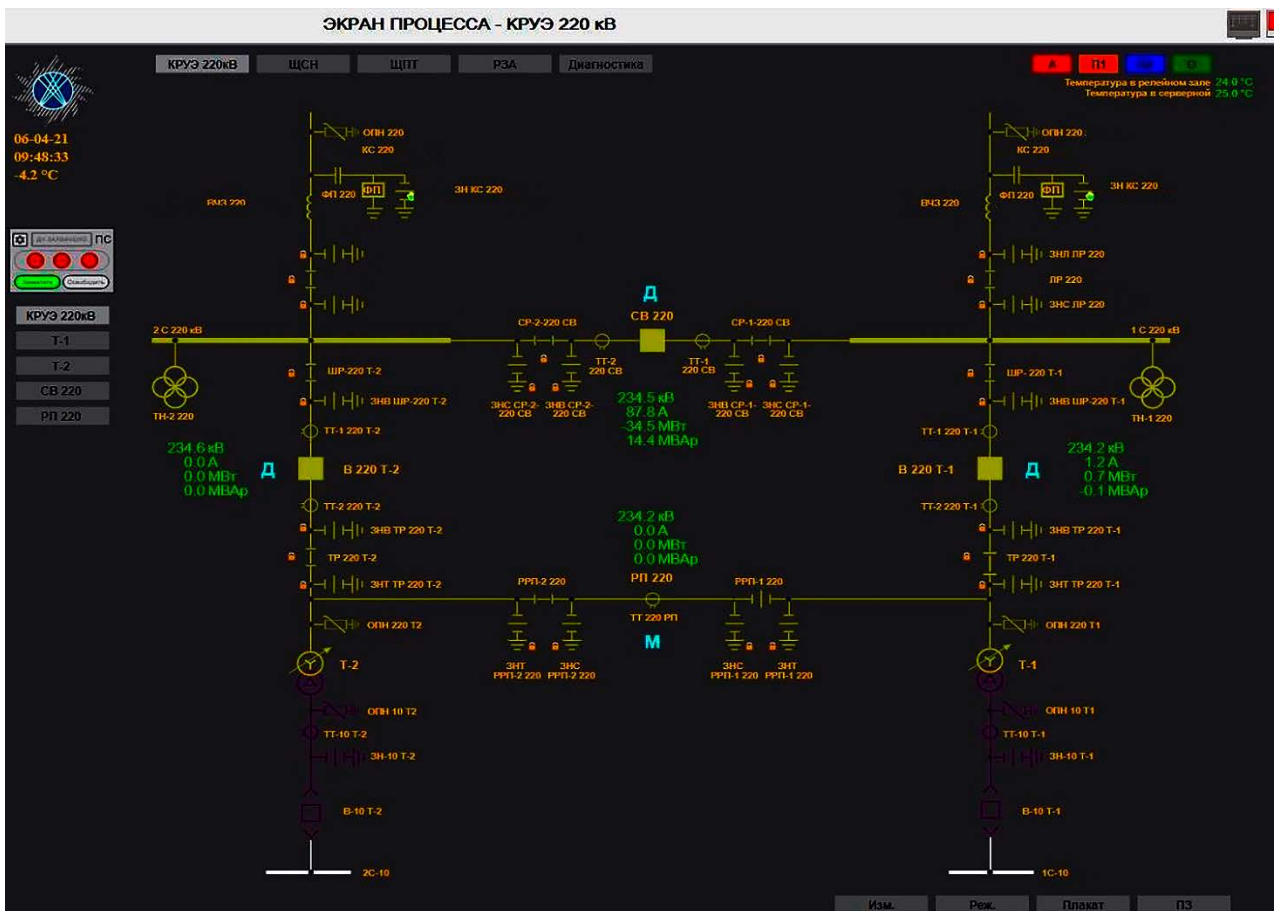 ЭКРАН ПРОЦЕССА - КРУЭ 220 кВ
КРУЭ 220кВ
ЩСН
ЩПТ
РЗА
Диагностика
А
П1
О
Температура в релейном зале 24.0 °C
Температура в серверной 25.0 °C
06-04-21
09:48:33
-4.2 °C
ПС
Освободить
КРУЭ 220кВ
Т-1
Т-2
СВ 220
РП 220
ОПН 220
КС 220
ФП 220
ФП
ЗН КС 220
ВЧЗ 220
ОПН 220
КС 220
ФП 220
ФП
ЗН КС 220
ВЧЗ 220
ЗНЛ ЛР 220
ЛР 220
ЗНС ЛР 220
2 С 220 кВ
СР-2-220 СВ
Д
СВ 220
СР-1-220 СВ
1 С 220 кВ
ТТ-2
220 СВ
ТТ-1
220 СВ
ЗНС СР-2-
220 СВ
ЗНВ СР-2-
220 СВ
ЗНВ СР-1-
220 СВ
ЗНС СР-1-
220 СВ
234.5 кВ
87.8 А
-34.5 МВт
14.4 МВАр
ТН-2 220
ШР-220 Т-2
ЗНВ ШР-220 Т-2
ТТ-1 220 Т-2
234.6 кВ
0.0 А
0.0 МВт
0.0 МВАр
Д
В 220 Т-2
ТТ-2 220 Т-2
ЗНВ ТР 220 Т-2
ТР 220 Т-2
ЗНТ ТР 220 Т-2
ШР- 220 Т-1
ЗНВ ШР-220 Т-1
ТН-1 220
ТТ-1 220 Т-1
В 220 Т-1
Д
234.2 кВ
1.2 А
0.7 МВт
-0.1 МВАр
ТТ-2 220 Т-1
ЗНВ ТР 220 Т-1
ТР 220 Т-1
ЗНТ ТР 220 Т-1
234.2 кВ
0.0 А
0.0 МВт
0.0 МВАр
РРП-2 220
РП 220
РРП-1 220
ТТ 220 РП
М
ЗНТ
РРП-2 220
ЗНС
РРП-2 220
ЗНС
РРП-1 220
ЗНТ
РРП-1 220
ОПН 220 Т2
Т-2
ОПН 10 Т2
ТТ-10 Т-2
ЗН-10 Т-2
В-10 Т-2
2С-10
ОПН 220 Т1
Т-1
ОПН 10 Т1
ТТ-10 Т-1
ЗН-10 Т-1
В-10 Т-1
1С-10
Изм.
Реж.
Плакат
ПЗ